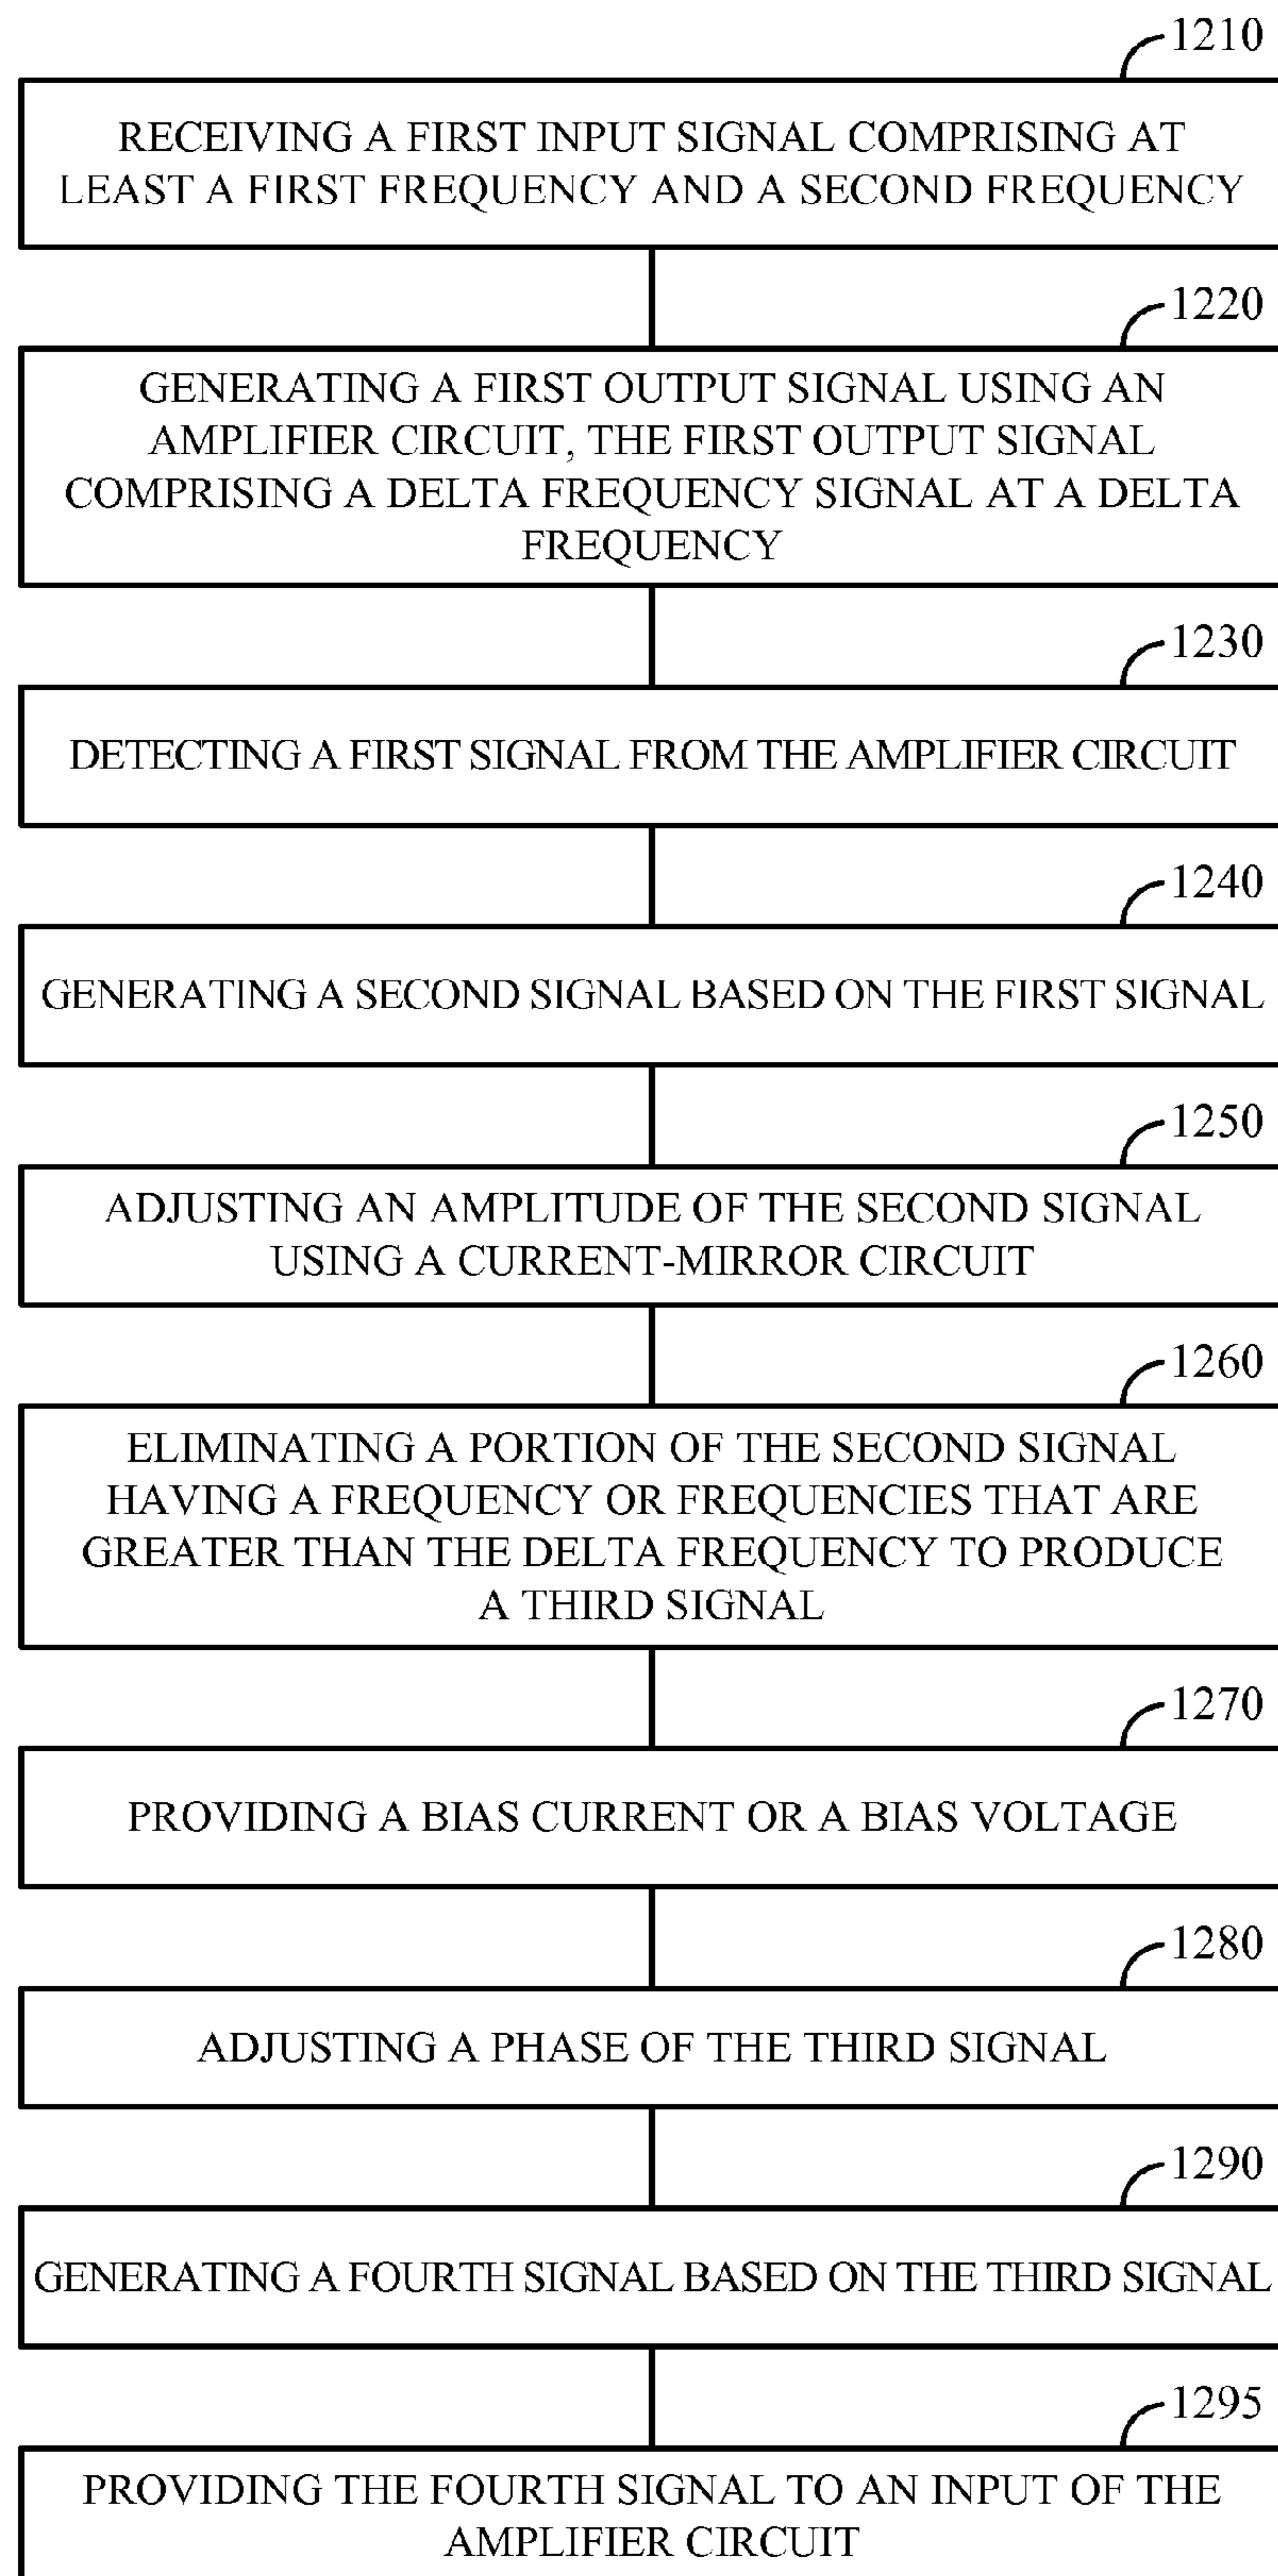 1210
RECEIVING A FIRST INPUT SIGNAL COMPRISING AT
LEAST A FIRST FREQUENCY AND A SECOND FREQUENCY
1220
GENERATING A FIRST OUTPUT SIGNAL USING AN
AMPLIFIER CIRCUIT, THE FIRST OUTPUT SIGNAL
COMPRISING A DELTA FREQUENCY SIGNAL AT A DELTA
FREQUENCY
1230
DETECTING A FIRST SIGNAL FROM THE AMPLIFIER CIRCUIT
1240
GENERATING A SECOND SIGNAL BASED ON THE FIRST SIGNAL
1250
ADJUSTING AN AMPLITUDE OF THE SECOND SIGNAL
USING A CURRENT-MIRROR CIRCUIT
1260
ELIMINATING A PORTION OF THE SECOND SIGNAL
HAVING A FREQUENCY OR FREQUENCIES THAT ARE
GREATER THAN THE DELTA FREQUENCY TO PRODUCE
A THIRD SIGNAL
1270
PROVIDING A BIAS CURRENT OR A BIAS VOLTAGE
1280
ADJUSTING A PHASE OF THE THIRD SIGNAL
1290
GENERATING A FOURTH SIGNAL BASED ON THE THIRD SIGNAL
1295
PROVIDING THE FOURTH SIGNAL TO AN INPUT OF THE
AMPLIFIER CIRCUIT